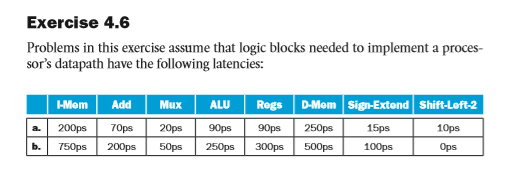 Exercise 4.6
Problems in this exercise assume that logic blocks needed to implement a proces-
sor's datapath have the following latencies:
I-Mem Add Mux ALU Regs D-Mem Sign-Extend Shift-Left-2
a. 200ps 70ps 20ps 90ps 90ps 250ps 15ps 10ps
b. 750ps 200ps 50ps 250ps 300ps 500ps 100ps 0ps